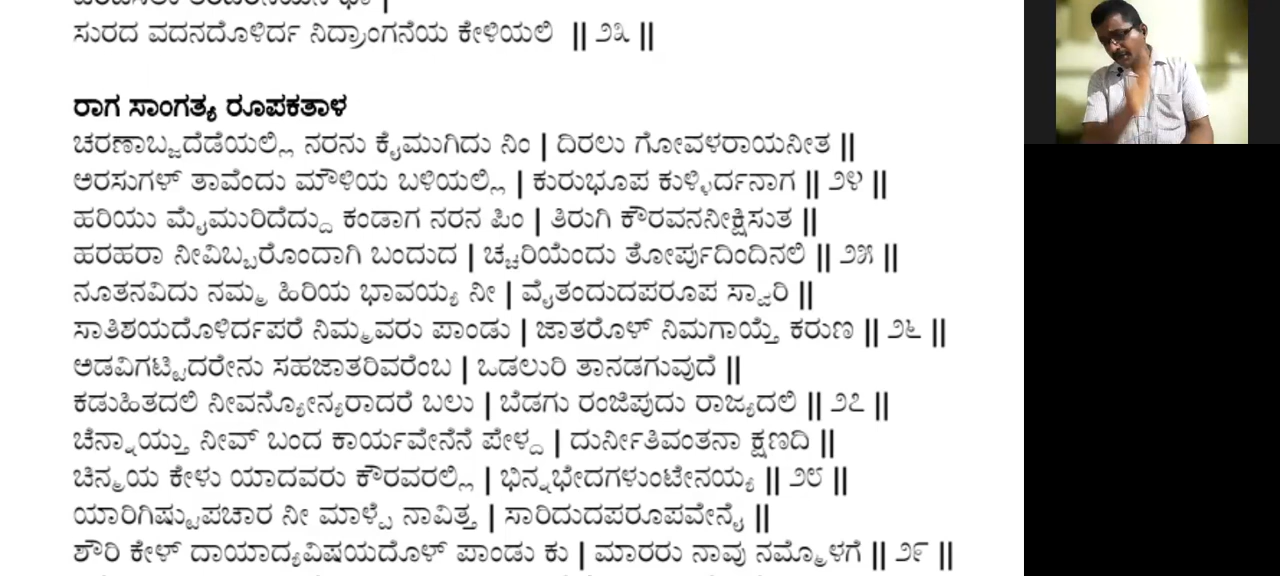 ಸುರದ ವದನದೊಳಿರ್ದ ನಿದ್ರಾಂಗನೆಯ ಕೇಳಿಯಲಿ || ೨೩ ||
ರಾಗ ಸಾಂಗತ್ಯ ರೂಪಕತಾಳ
ಚರಣಾಬ್ಜದೆಡೆಯಲ್ಲಿ ನರನು ಕೈಮುಗಿದು ನಿಂ | ದಿರಲು ಗೋವಳರಾಯನೀತ ||
ಅರಸುಗಳ್ ತಾವೆಂದು ಮೌಳಿಯ ಬಳಿಯಲ್ಲಿ | ಕುರುಭೂಪ ಕುಳ್ಳಿರ್ದನಾಗ || ೨೪ ||
ಹರಿಯು ಮೈಮುರಿದೆದ್ದು ಕಂಡಾಗ ನರನ ಪಿಂ | ತಿರುಗಿ ಕೌರವನನೀಕ್ಷಿಸುತ ||
ಹರಹರಾ ನೀವಿಬ್ಬರೊಂದಾಗಿ ಬಂದುದ | ಚ್ಚರಿಯೆಂದು ತೋರ್ಪುದಿಂದಿನಲಿ || ೨೫ ||
ನೂತನವಿದು ನಮ್ಮ ಹಿರಿಯ ಭಾವಯ್ಯ ನೀ | ವೈತಂದುದಪರೂಪ ಸ್ವಾರಿ ||
ಸಾತಿಶಯದೊಳಿರ್ದಪರೆ ನಿಮ್ಮವರು ಪಾಂಡು | ಜಾತರೊಳ್ ನಿಮಗಾಯ್ತೆ ಕರುಣ || ೨೬ ||
ಅಡವಿಗಟ್ಟಿದರೇನು ಸಹಜಾತರಿವರೆಂಬ | ಒಡಲುರಿ ತಾನಡಗುವುದೆ ||
ಕಡುಹಿತದಲಿ ನೀವನ್ಯೋನ್ಯರಾದರೆ ಬಲು | ಬೆಡಗು ರಂಜಿಪುದು ರಾಜ್ಯದಲಿ || ೨೭ ||
ಚೆನ್ನಾಯ್ತು ನೀವ್ ಬಂದ ಕಾರ್ಯವೇನೆನೆ ಪೇಳ್ದ | ದುರ್ನೀತಿವಂತನಾ ಕ್ಷಣದಿ ||
ಚಿನ್ಮಯ ಕೇಳು ಯಾದವರು ಕೌರವರಲ್ಲಿ | ಭಿನ್ನಭೇದಗಳುಂಟೇನಯ್ಯ || ೨೮ ||
ಯಾರಿಗಿಷ್ಟುಪಚಾರ ನೀ ಮಾಳ್ಪೆ ನಾವಿತ್ತ | ಸಾರಿದುದಪರೂಪವೇನೈ ||
ಶೌರಿ ಕೇಳ್ ದಾಯಾದ್ಯವಿಷಯದೊಳ್ ಪಾಂಡು ಕು | ಮಾರರು ನಾವು ನಮ್ಮೊಳಗೆ || ೨೯ ||